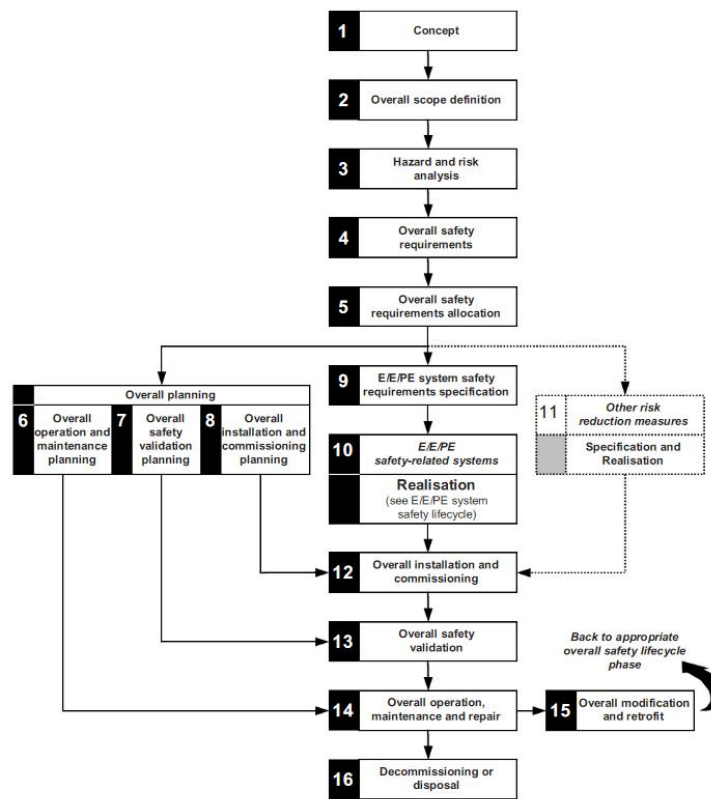 1
Concept
2
Overall scope definition
3
Hazard and risk
analysis
4
Overall safety
requirements
5
Overall safety
requirements allocation
Overall planning
6
Overall
operation and
maintenance
planning
7
Overall
safety
validation
planning
8
Overall
installation and
commissioning
planning
9
E/E/PE system safety
requirements specification
10
E/E/PE
safety-related systems
Realisation
(see E/E/PE system
safety lifecycle)
11
Other risk
reduction measures
Specification and
Realisation
12
Overall installation and
commissioning
13
Overall safety
validation
Back to appropriate
overall safety lifecycle
phase
14
Overall operation,
maintenance and repair
15
Overall modification
and retrofit
16
Decommissioning or
disposal